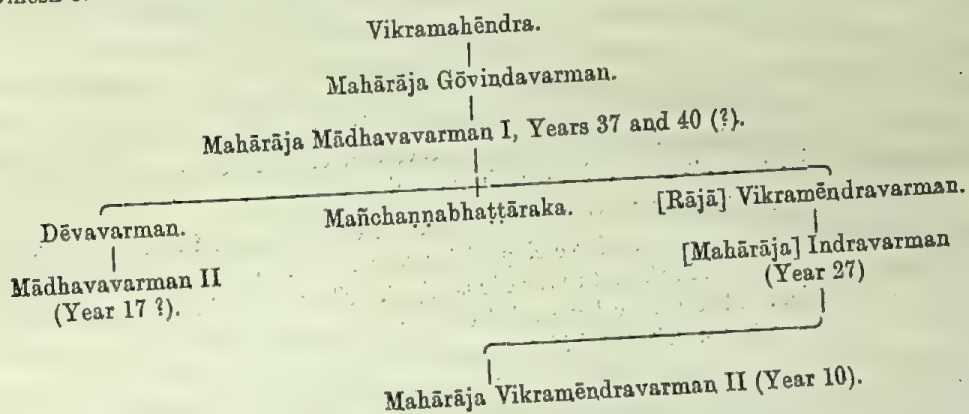 Vikramahēndra.
Mahārāja Gōvindavarman.
Mahārāja Mādhavavarman I, Years 37 and 40 (?).
Dēvavarman.
Mañchaṇṇabhaṭṭāraka.
[Rājā] Vikramēndravarman.
Mādhavavarman II
(Year 17 ?).
[Mahārāja] Indravarman
(Year 27)
Mahārāja Vikramēndravarman II (Year 10).